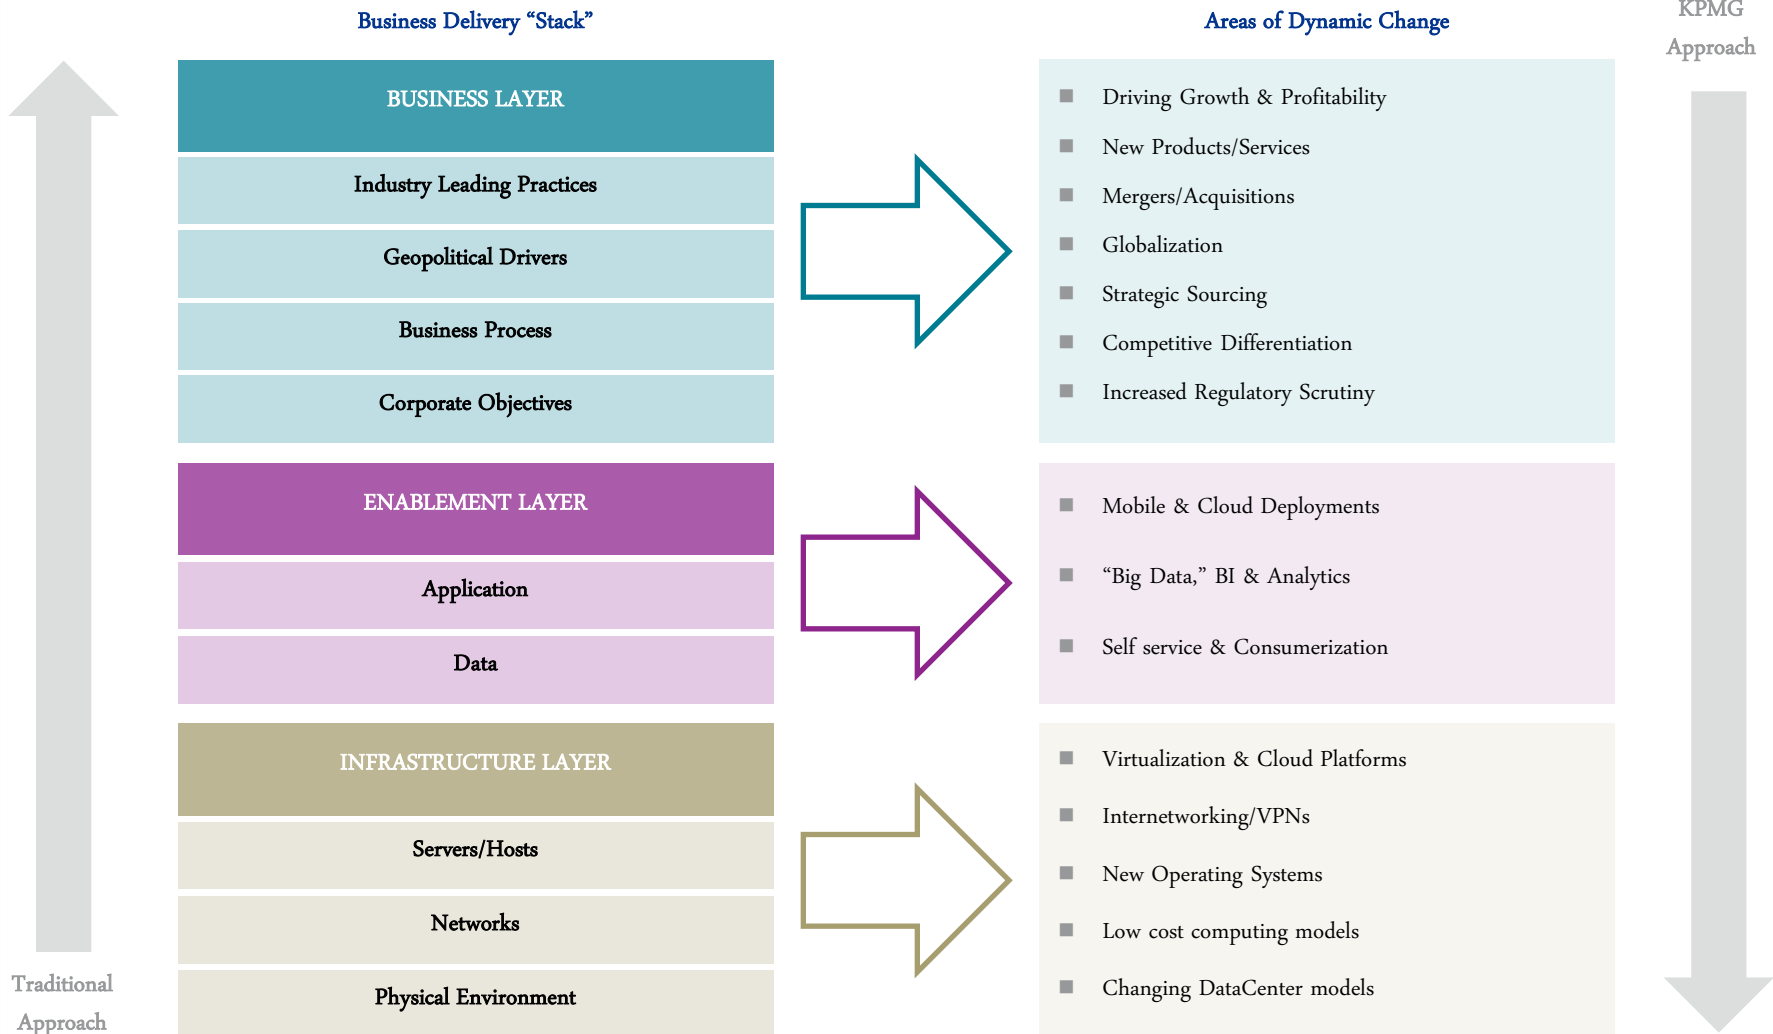 Business Delivery “Stack”
Areas of Dynamic Change
KPMG
Approach
BUSINESS LAYER
Industry Leading Practices
Geopolitical Drivers
Business Process
Corporate Objectives
Driving Growth & Profitability
New Products/Services
Mergers/Acquisitions
Globalization
Strategic Sourcing
Competitive Differentiation
Increased Regulatory Scrutiny
ENABLEMENT LAYER
Application
Data
Mobile & Cloud Deployments
“Big Data,” BI & Analytics
Self service & Consumerization
INFRASTRUCTURE LAYER
Servers/Hosts
Networks
Physical Environment
Virtualization & Cloud Platforms
Internetworking/VPNs
New Operating Systems
Low cost computing models
Changing DataCenter models
Traditional
Approach